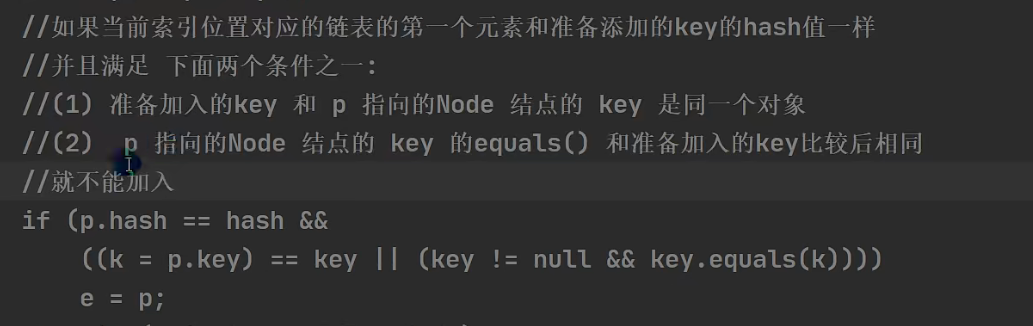 //如果当前索引位置对应的链表的第一个元素和准备添加的key的hash值一样
//并且满足 下面两个条件之一:
//(1) 准备加入的key 和 p 指向的Node 结点的 key 是同一个对象
//(2)  p 指向的Node 结点的 key 的equals() 和准备加入的key比较后相同
//就不能加入
if (p.hash == hash &&
    ((k = p.key) == key || (key != null && key.equals(k))))
    e = p;